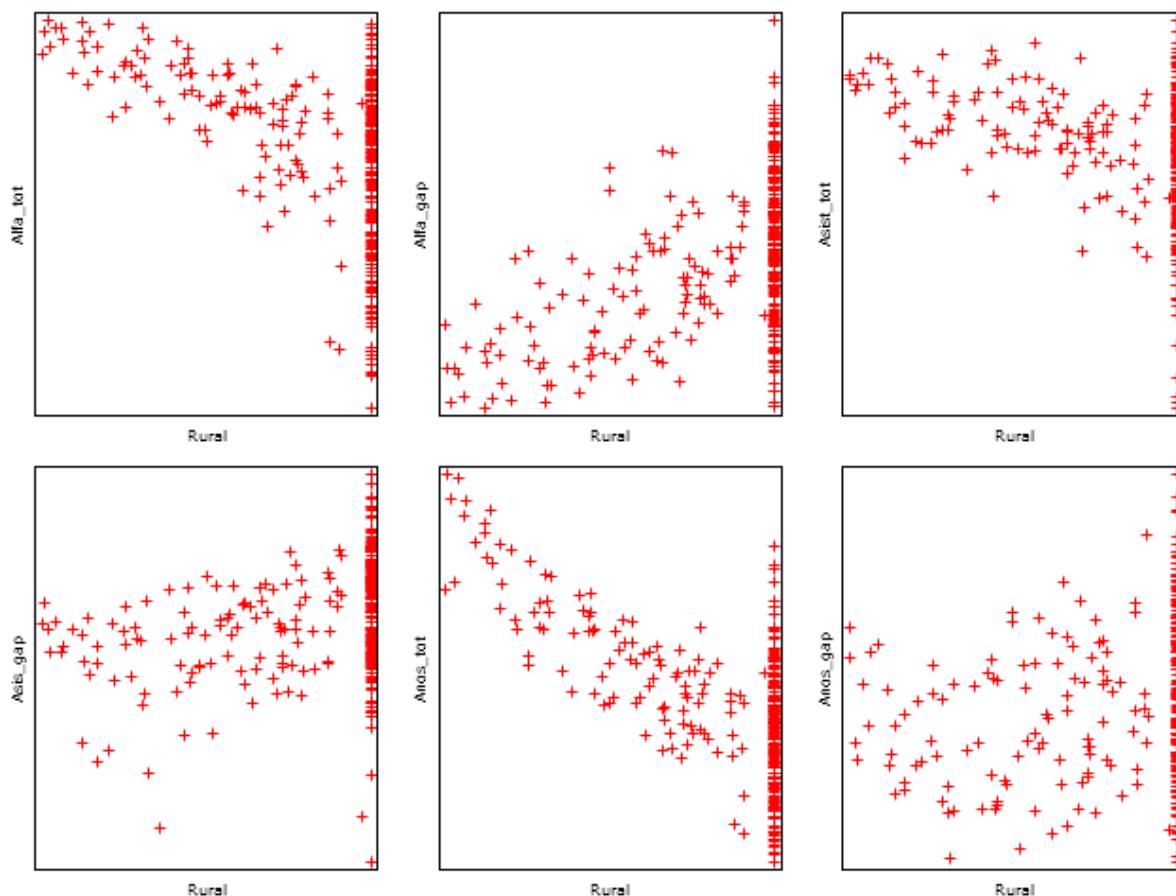 Alfa_tot
Rural
Alfa_gap
Rural
Asist_tot
Rural
Asis_gap
Rural
Anos_tot
Rural
Anos_gap
Rural